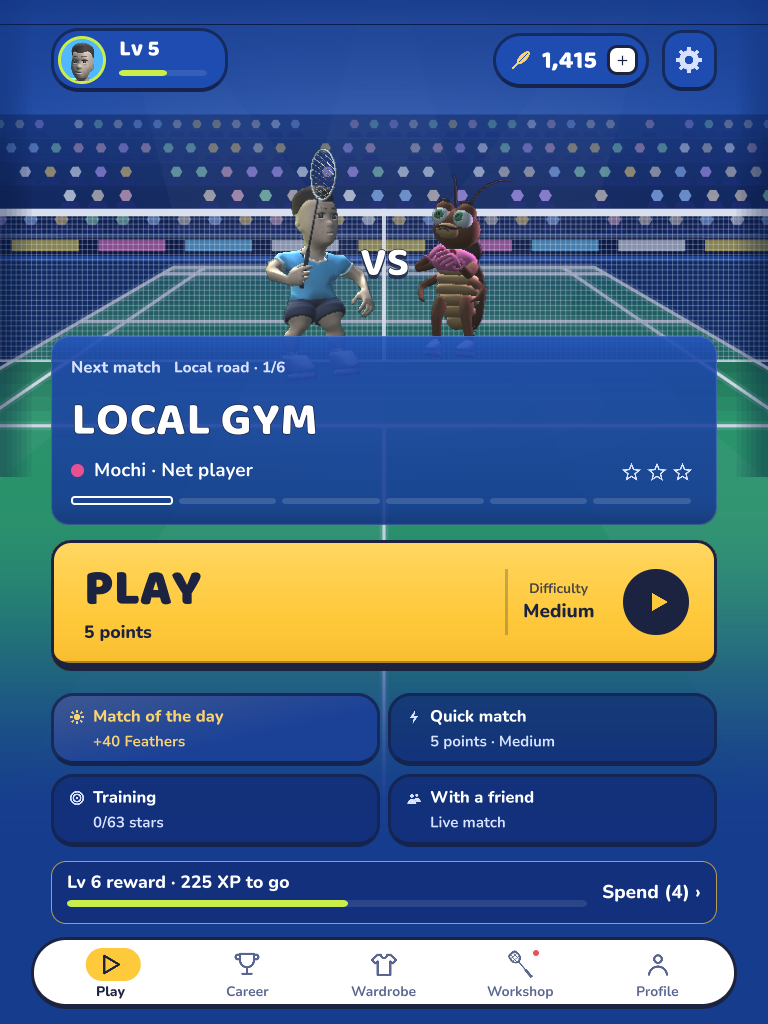 Lv 5
1,415
+
VS
Next match Local road · 1/6
LOCAL GYM
Mochi · Net player
PLAY
5 points
Difficulty
Medium
Match of the day
+40 Feathers
Quick match
5 points · Medium
Training
0/63 stars
With a friend
Live match
Lv 6 reward · 225 XP to go
Spend (4) ›
Play
Career
Wardrobe
Workshop
Profile